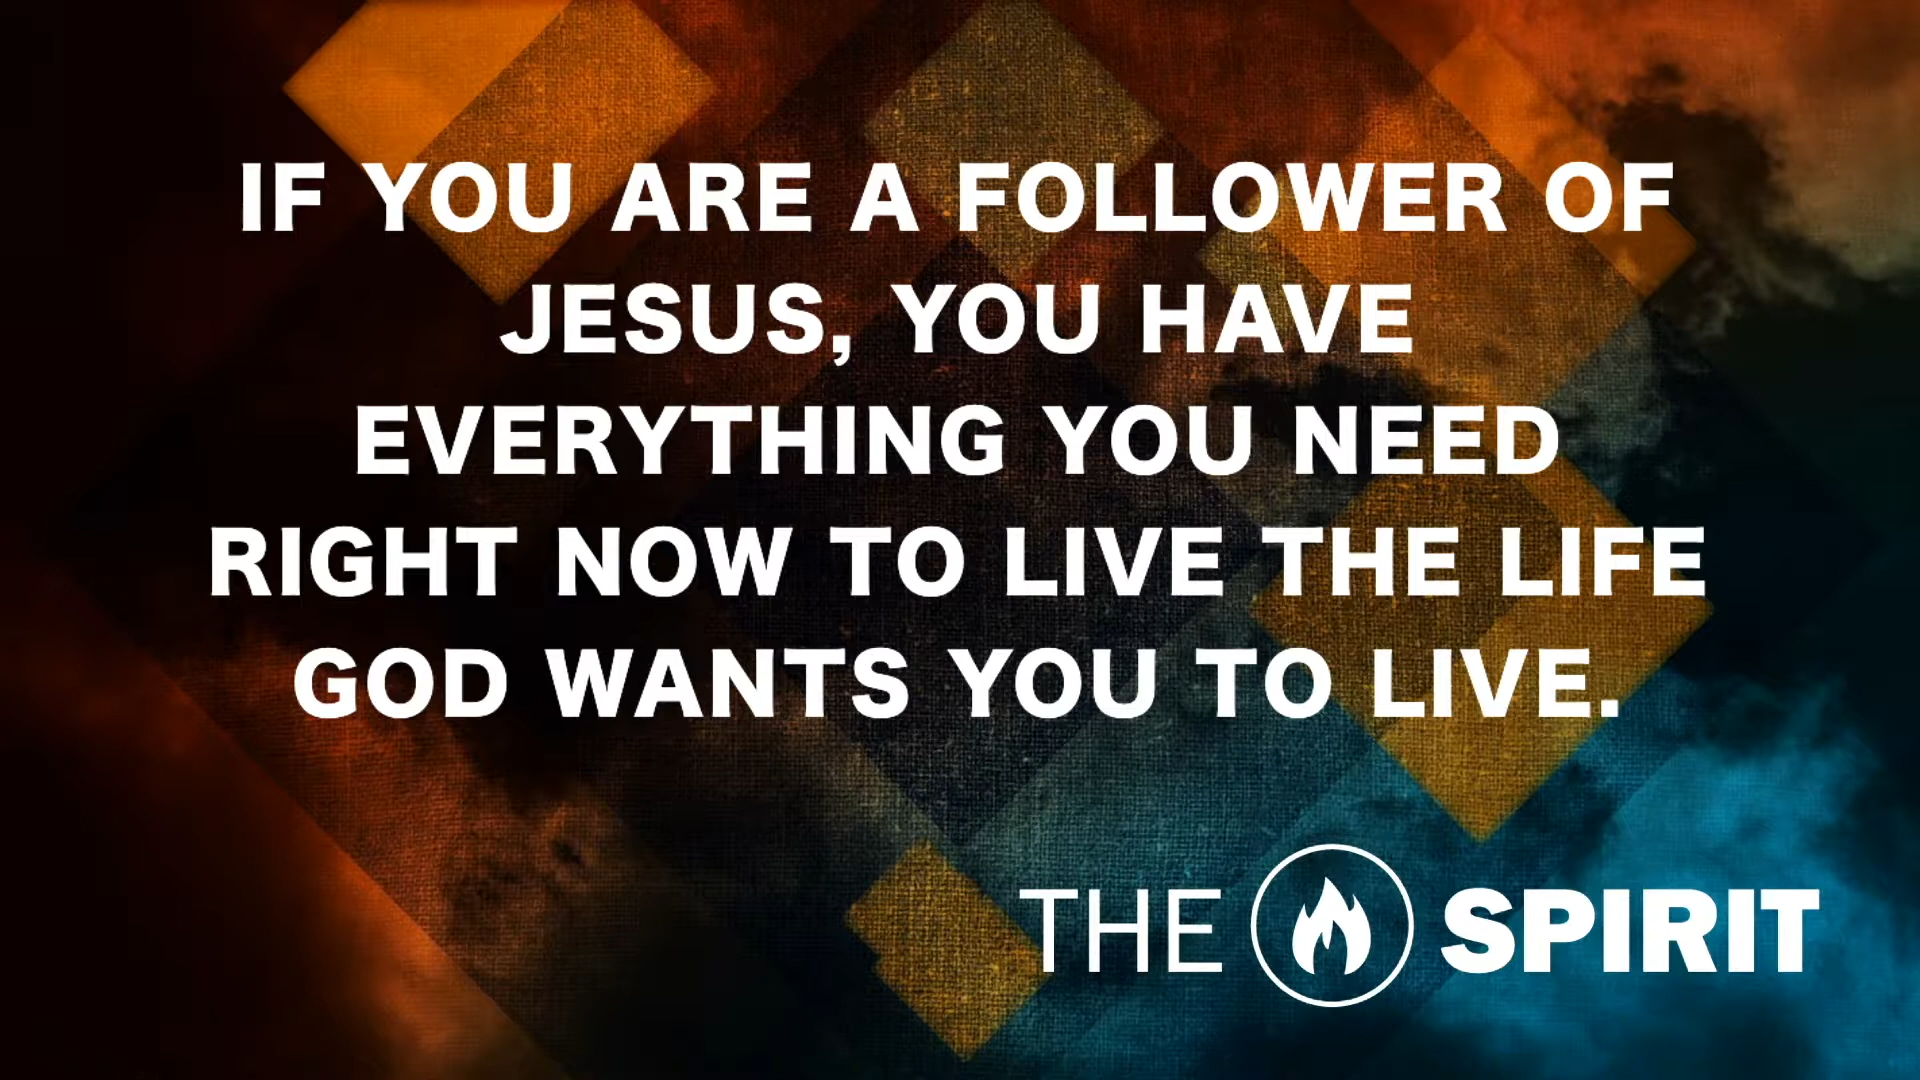 IF YOU ARE A FOLLOWER OF
JESUS, YOU HAVE
EVERYTHING YOU NEED
RIGHT NOW TO LIVE THE LIFE
GOD WANTS YOU TO LIVE.
THE SPIRIT